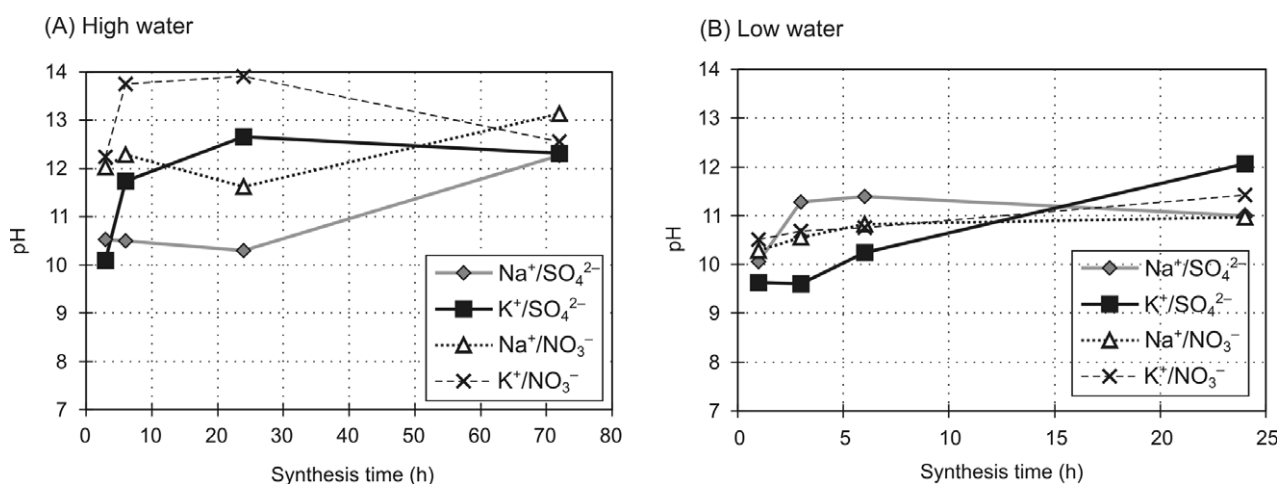 (A) High water
14
13
12
11
10
9
8
7
pH
0 10 20 30 40 50 60 70 80
Synthesis time (h)
Na⁺/SO₄²⁻
K⁺/SO₄²⁻
Na⁺/NO₃⁻
K⁺/NO₃⁻
(B) Low water
14
13
12
11
10
9
8
7
pH
0 5 10 15 20 25
Synthesis time (h)
Na⁺/SO₄²⁻
K⁺/SO₄²⁻
Na⁺/NO₃⁻
K⁺/NO₃⁻